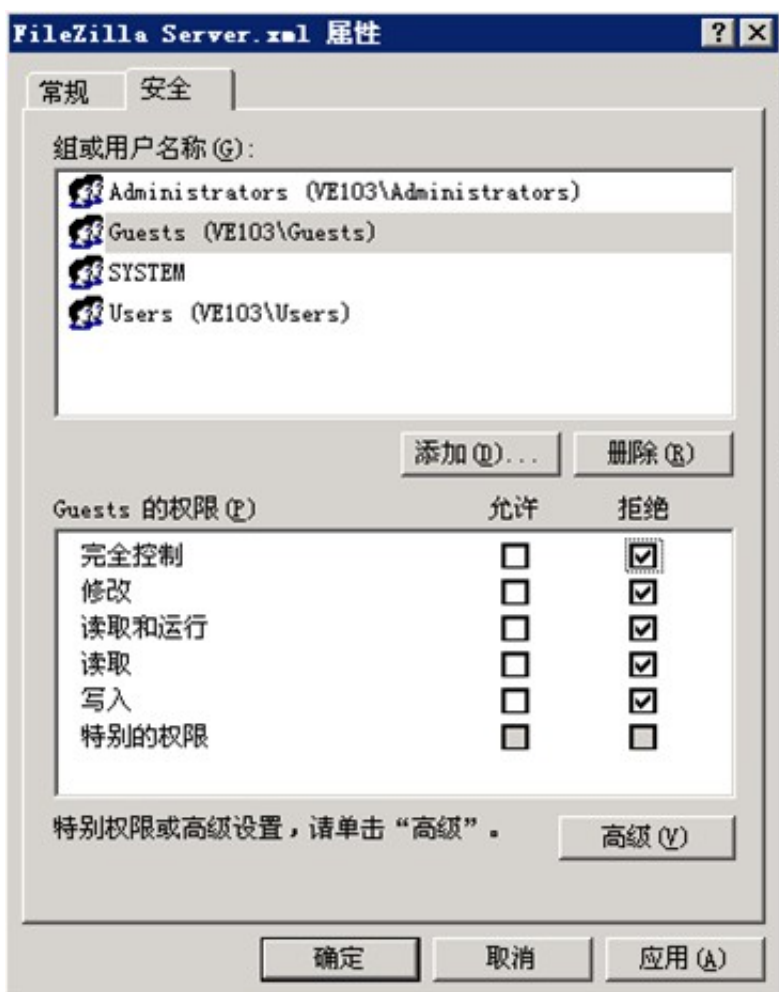 FileZilla Server.xml 属性
常规 安全
组或用户名称(G):
Administrators (VE103\Administrators)
Guests (VE103\Guests)
SYSTEM
Users (VE103\Users)
添加(D)... 删除(R)
Guests 的权限(P) 允许 拒绝
完全控制
修改
读取和运行
读取
写入
特别的权限
特别权限或高级设置，请单击“高级”。
高级(V)
确定 取消 应用(A)